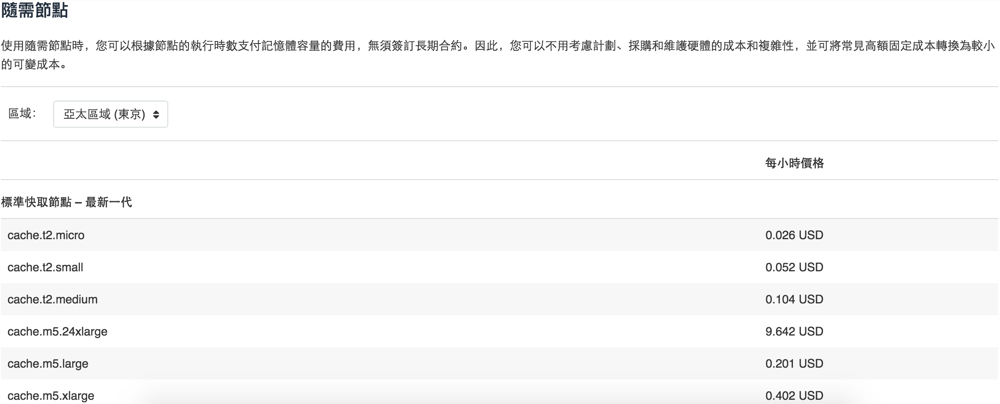 隨需節點
使用隨需節點時，您可以根據節點的執行時數支付記憶體容量的費用，無須簽訂長期合約。因此，您可以不用考慮計劃、採購和維護硬體的成本和複雜性，並可將常見高額固定成本轉換為較小
的可變成本。
區域： 亞太區域 (東京)
每小時價格
標準快取節點 – 最新一代
cache.t2.micro 0.026 USD
cache.t2.small 0.052 USD
cache.t2.medium 0.104 USD
cache.m5.24xlarge 9.642 USD
cache.m5.large 0.201 USD
cache.m5.xlarge 0.402 USD